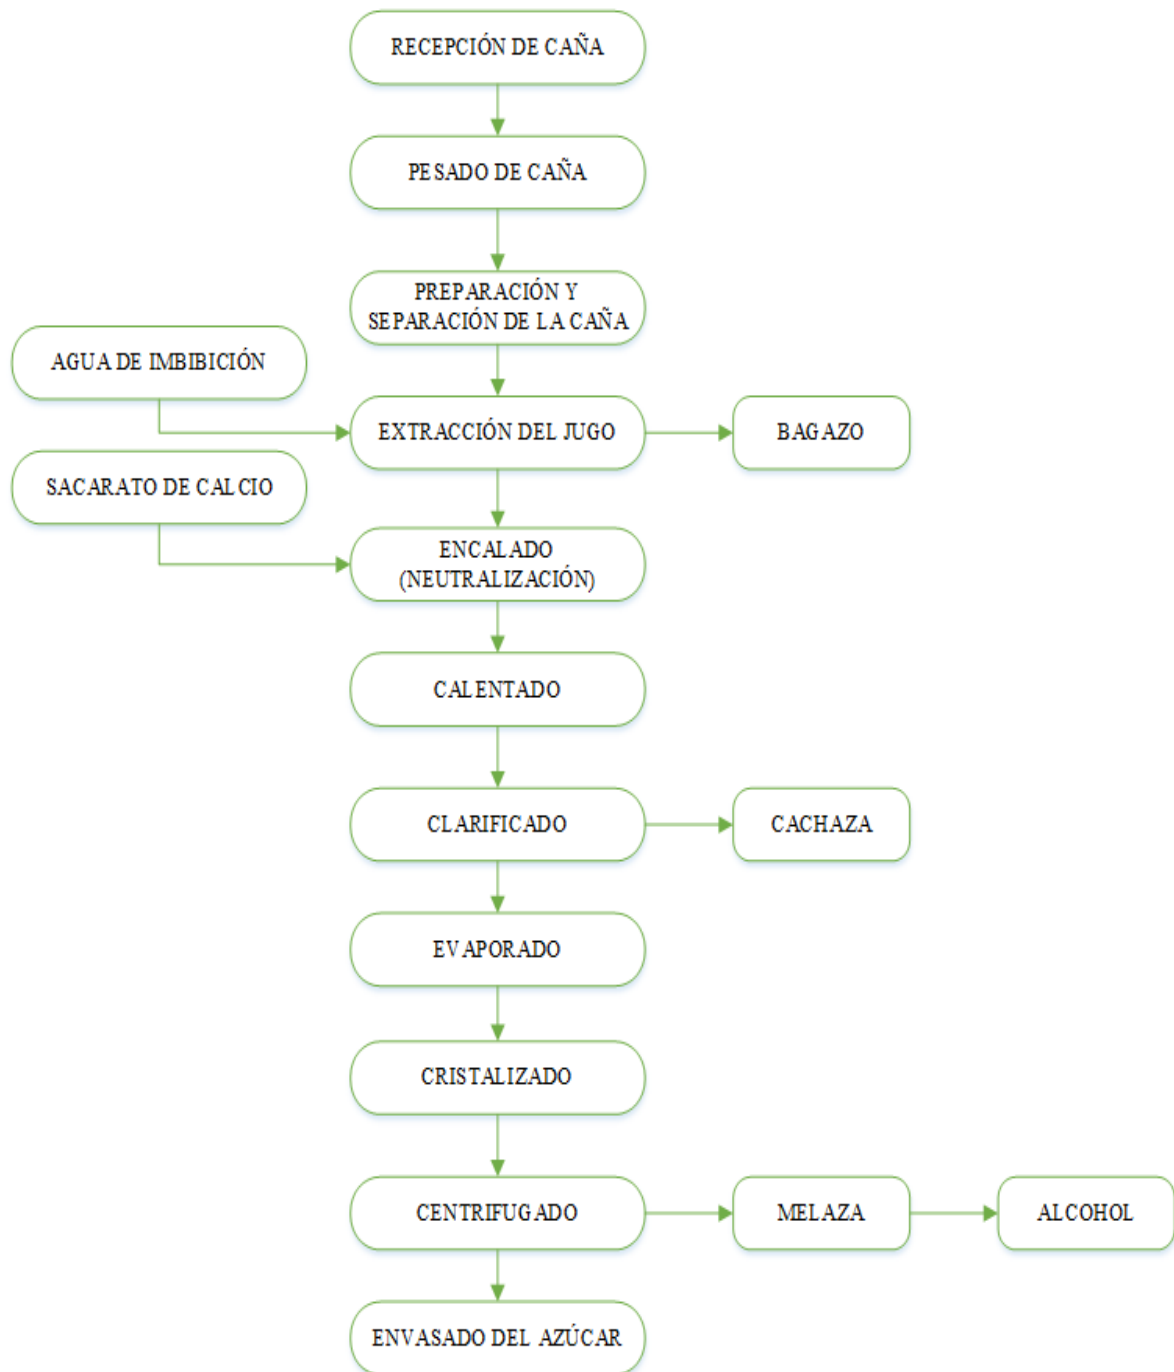 RECEPCIÓN DE CAÑA
PESADO DE CAÑA
PREPARACIÓN Y
SEPARACIÓN DE LA CAÑA
AGUA DE IMBIBICIÓN
EXTRACCIÓN DEL JUGO
BAGAZO
SACARATO DE CALCIO
ENCALADO
(NEUTRALIZACIÓN)
CALENTADO
CLARIFICADO
CACHAZA
EVAPORADO
CRISTALIZADO
CENTRIFUGADO
MELAZA
ALCOHOL
ENVASADO DEL AZÚCAR